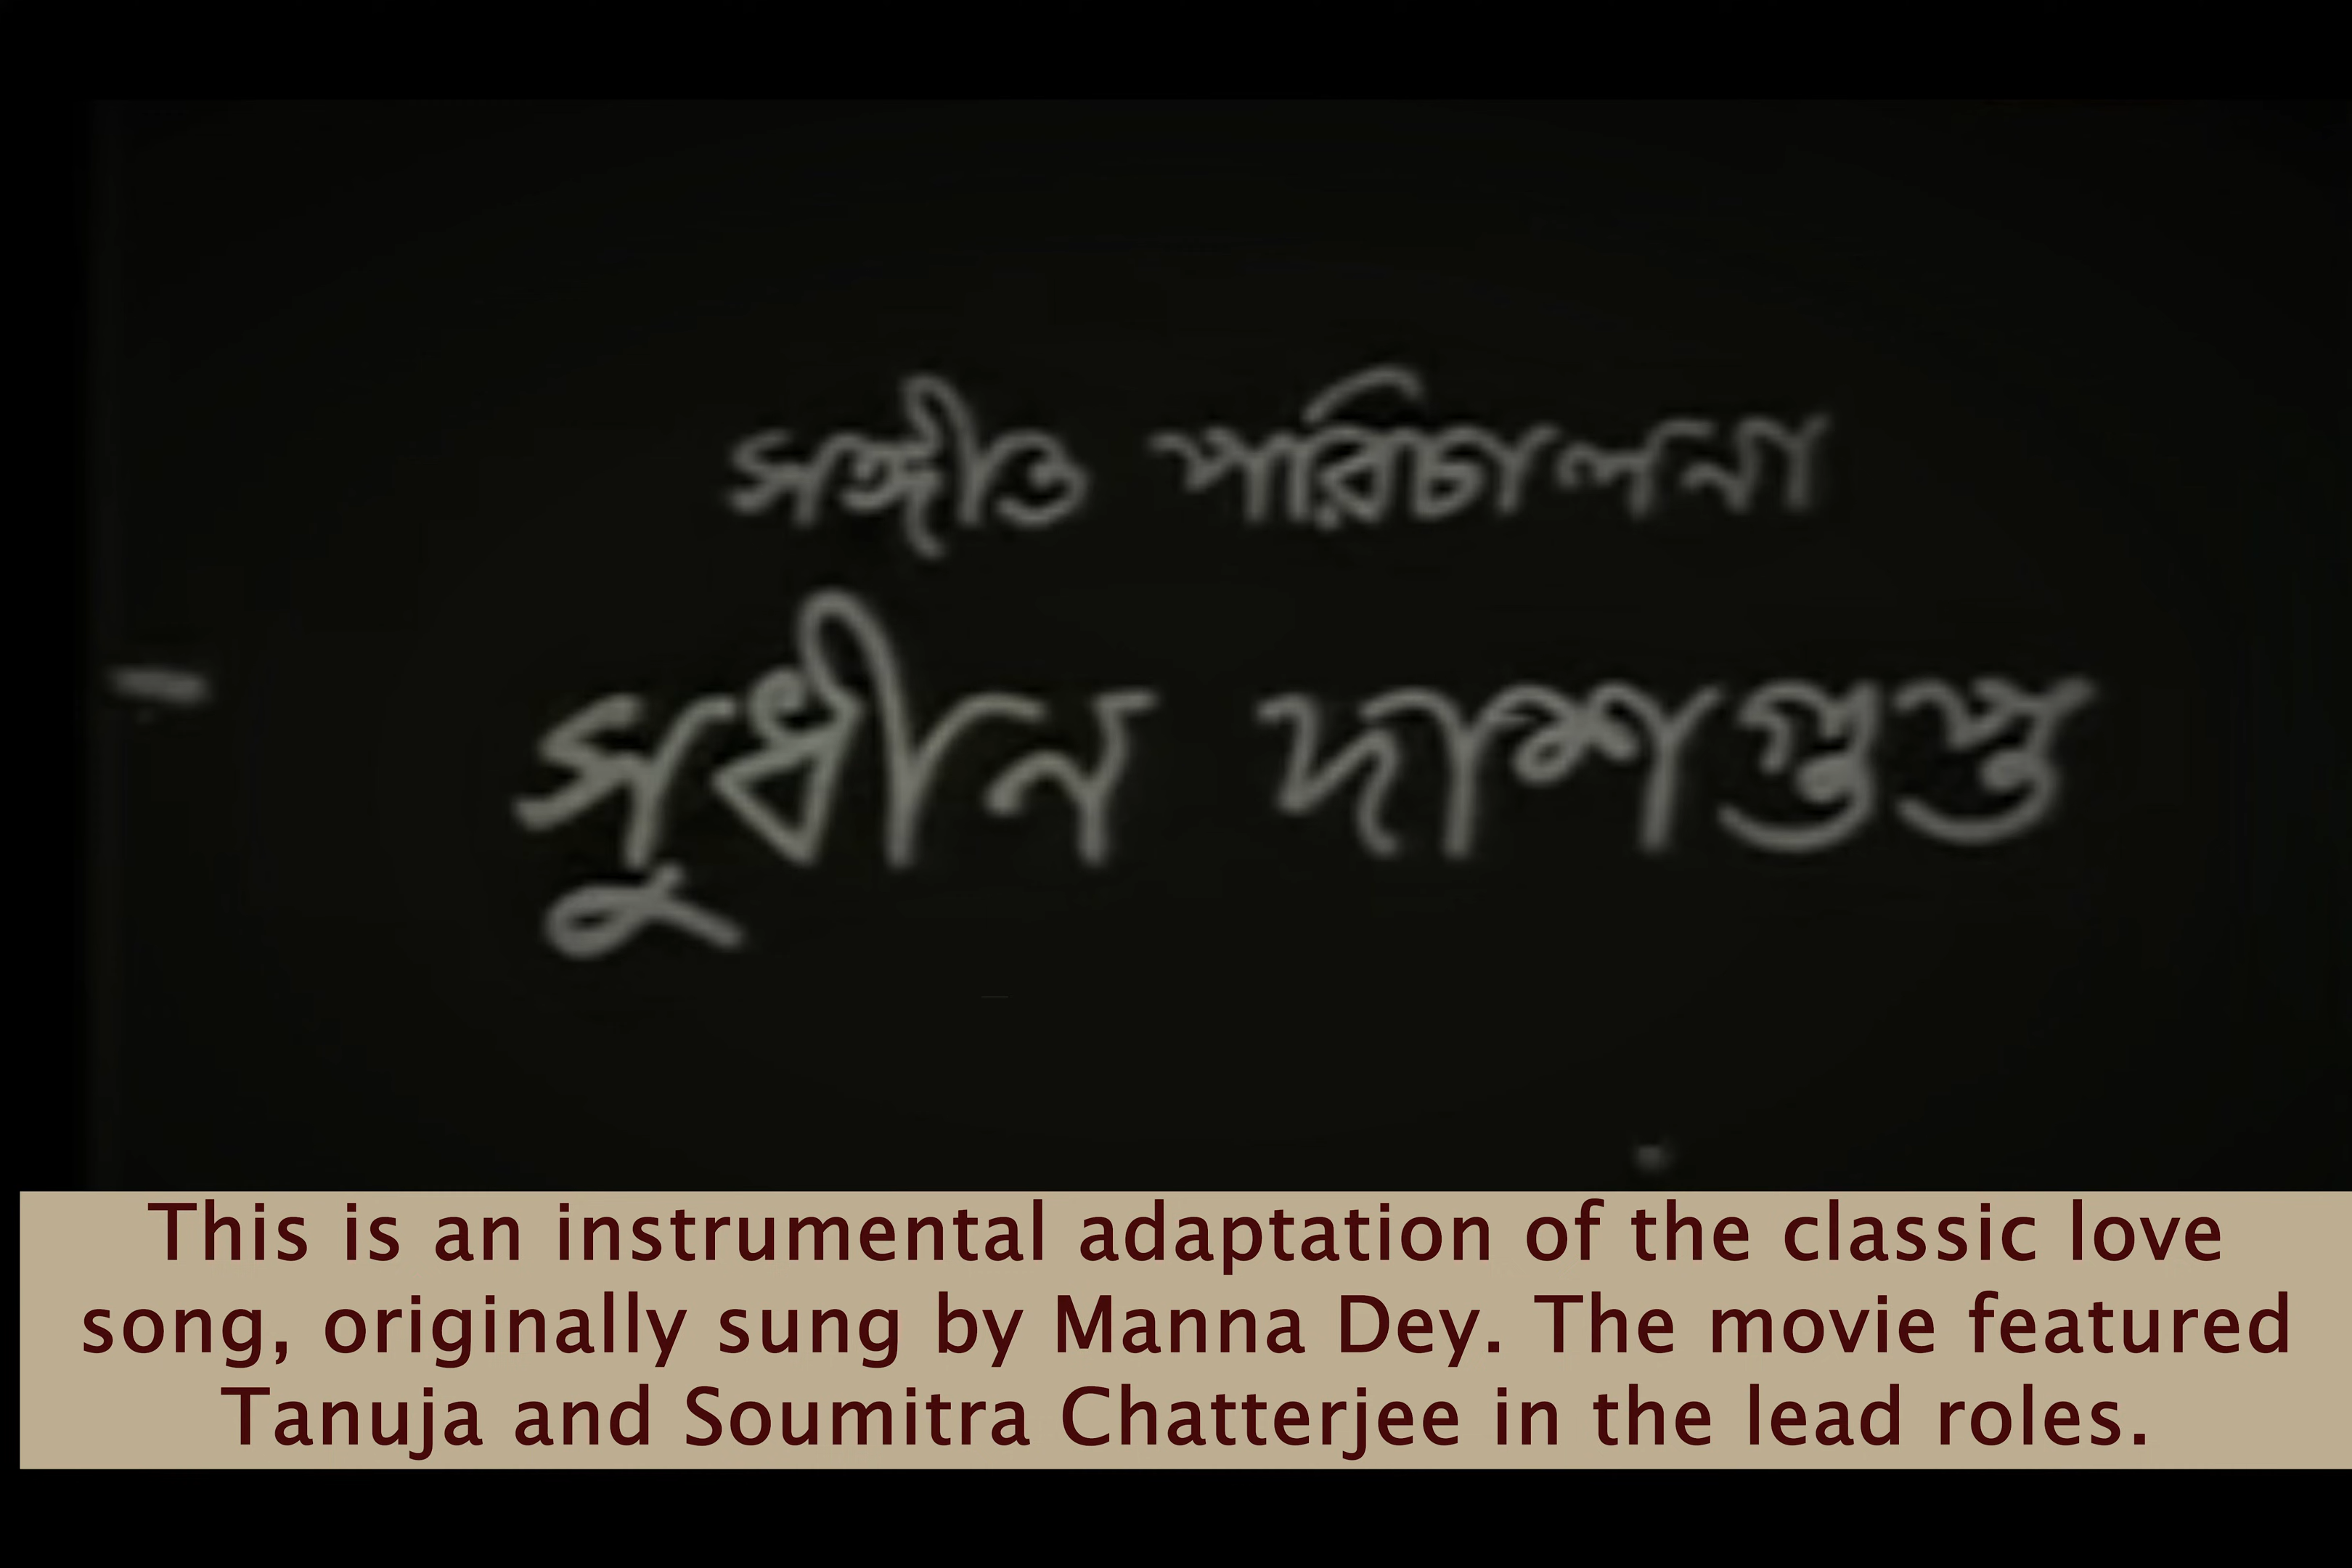 সঙ্গীত পরিচালনা
সুধীন দাশগুপ্ত
This is an instrumental adaptation of the classic love
song, originally sung by Manna Dey. The movie featured
Tanuja and Soumitra Chatterjee in the lead roles.